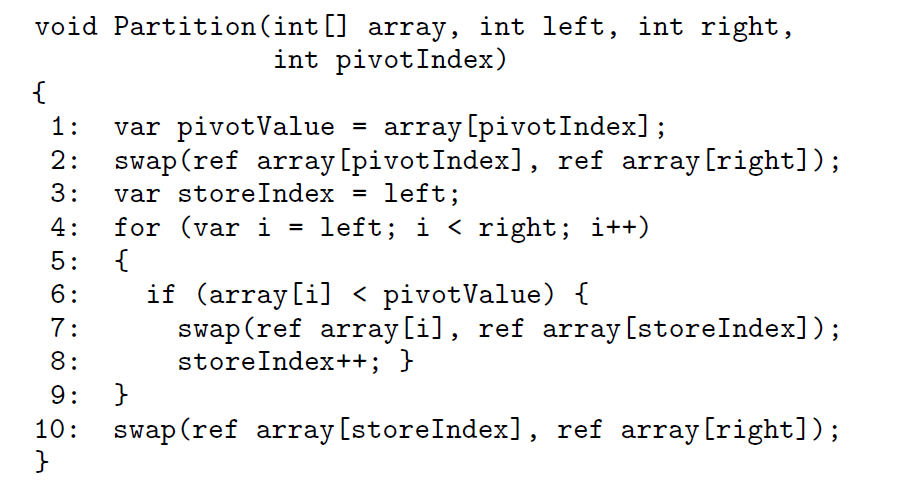 void Partition(int[] array, int left, int right,
               int pivotIndex)
{
 1:  var pivotValue = array[pivotIndex];
 2:  swap(ref array[pivotIndex], ref array[right]);
 3:  var storeIndex = left;
 4:  for (var i = left; i < right; i++)
 5:  {
 6:    if (array[i] < pivotValue) {
 7:      swap(ref array[i], ref array[storeIndex]);
 8:      storeIndex++; }
 9:  }
10:  swap(ref array[storeIndex], ref array[right]);
}